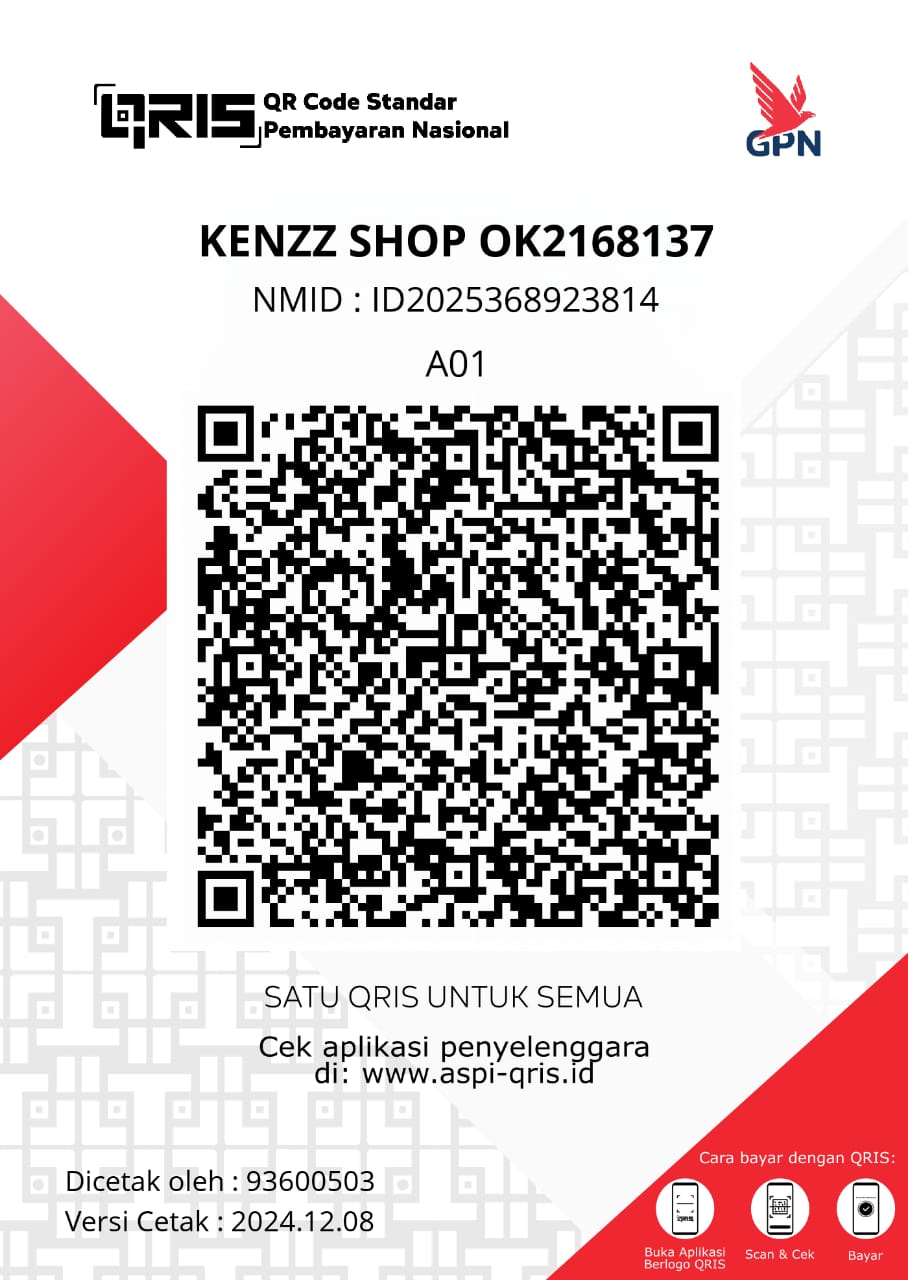 QRIS QR Code Standar
Pembayaran Nasional
GPN
KENZZ SHOP OK2168137
NMID : ID2025368923814
A01
SATU QRIS UNTUK SEMUA
Cek aplikasi penyelenggara
di: www.aspi-qris.id
Dicetak oleh : 93600503
Versi Cetak : 2024.12.08
Cara bayar dengan QRIS:
Buka Aplikasi
Berlogo QRIS
Scan & Cek
Bayar